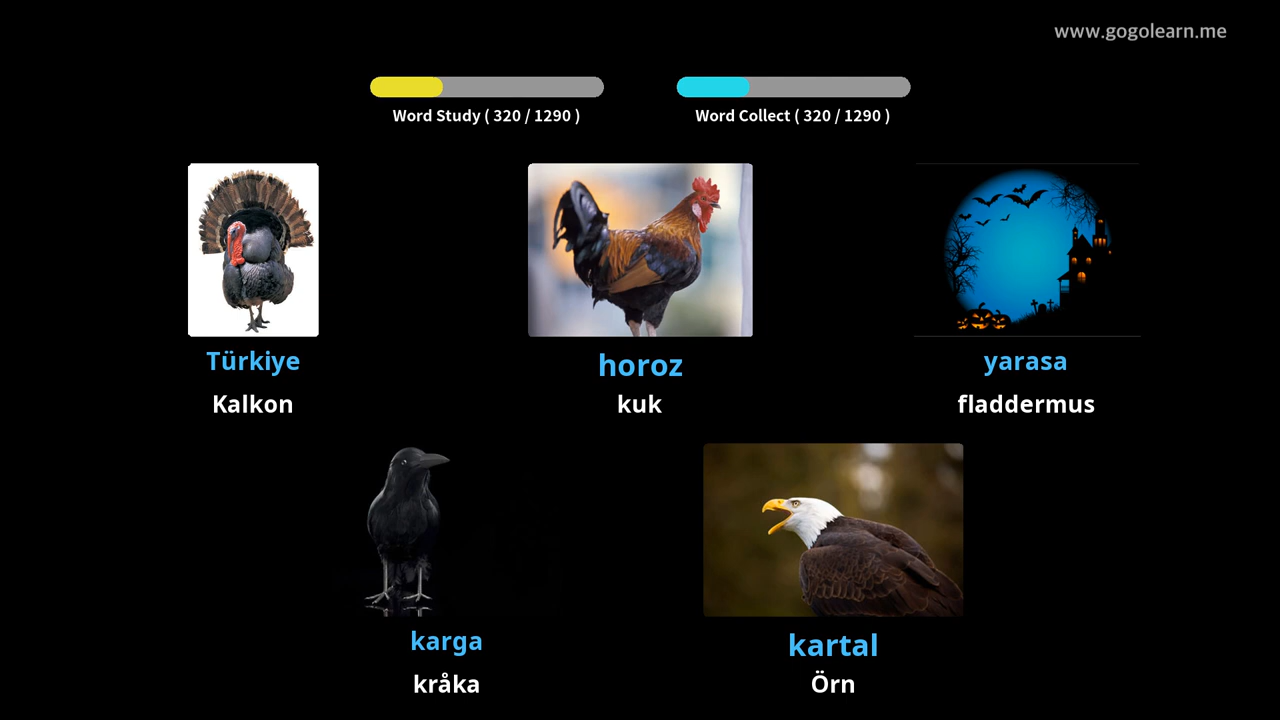 www.gogolearn.me
Word Study ( 320 / 1290 )
Word Collect ( 320 / 1290 )
Türkiye
horoz
yarasa
Kalkon
kuk
fladdermus
karga
kartal
kråka
Örn